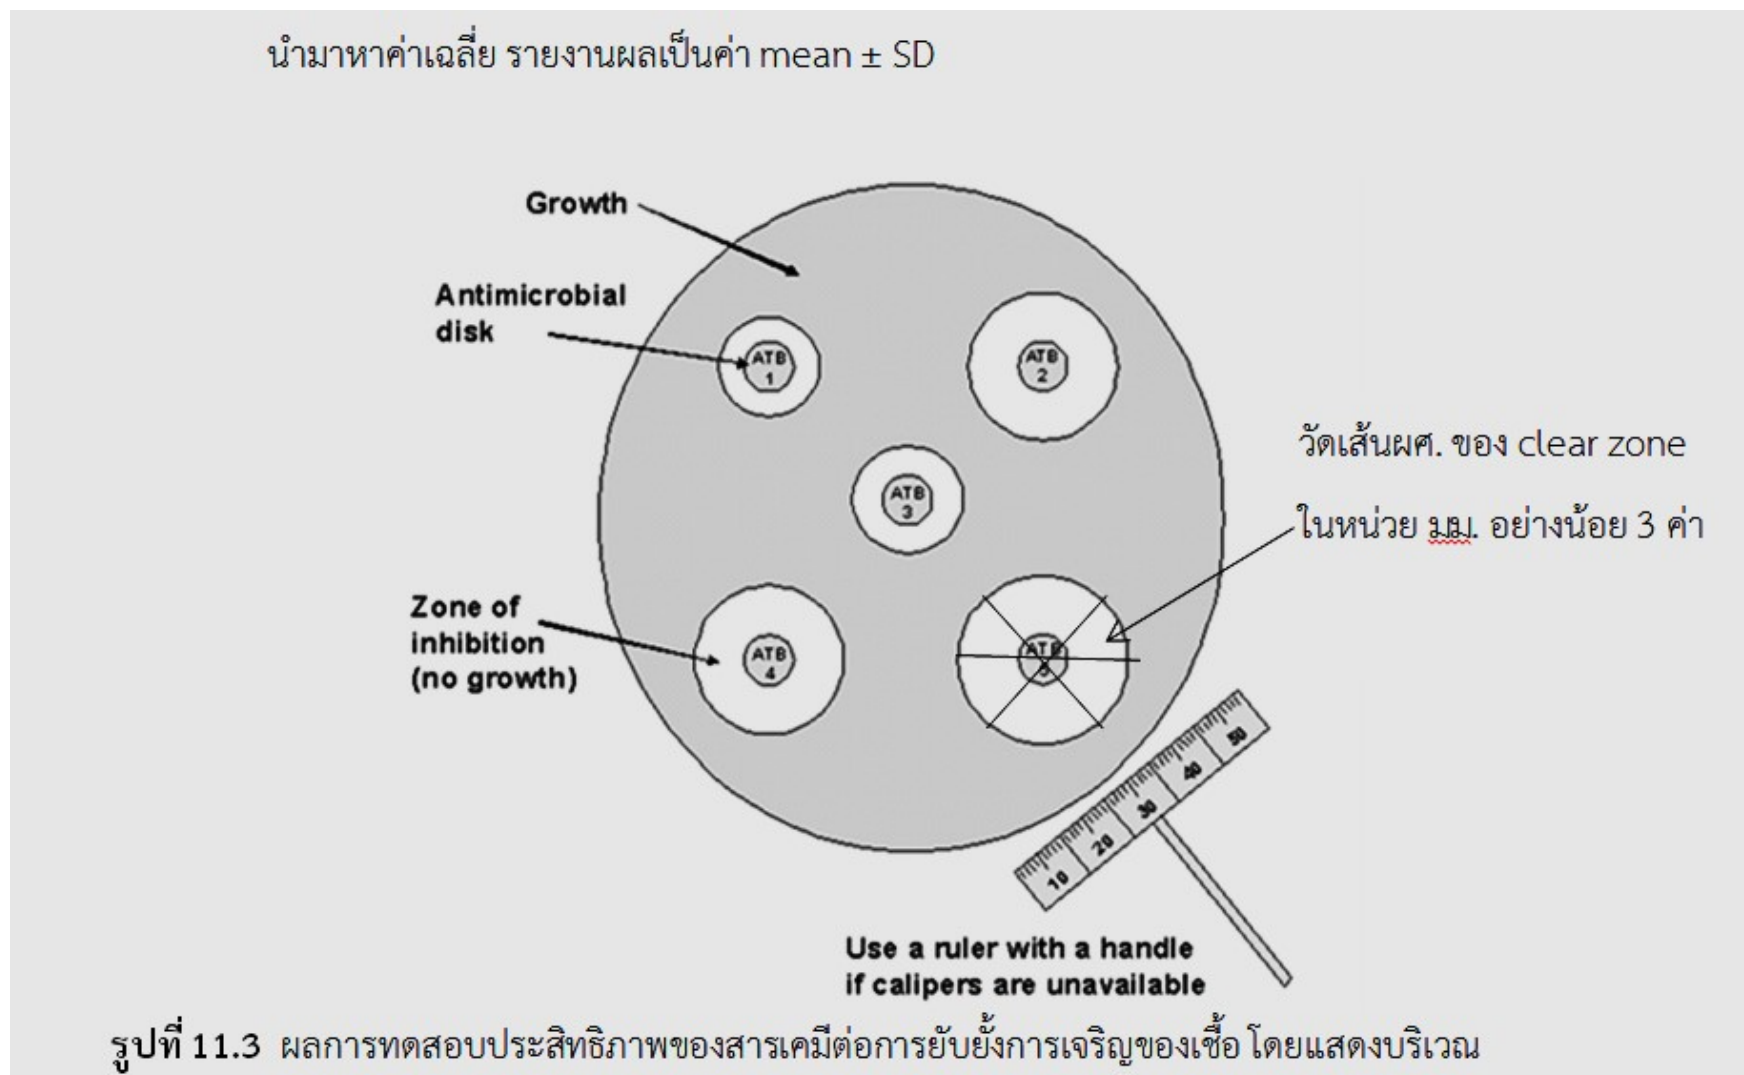 นำมาหาค่าเฉลี่ย รายงานผลเป็นค่า mean ± SD
Growth
Antimicrobial
disk
ATB
1
ATB
2
วัดเส้นผศ. ของ clear zone
ในหน่วย มม. อย่างน้อย 3 ค่า
ATB
3
Zone of
inhibition
(no growth)
ATB
4
ATB
5
10 20 30 40 50
Use a ruler with a handle
if calipers are unavailable
รูปที่ 11.3 ผลการทดสอบประสิทธิภาพของสารเคมีต่อการยับยั้งการเจริญของเชื้อ โดยแสดงบริเวณ